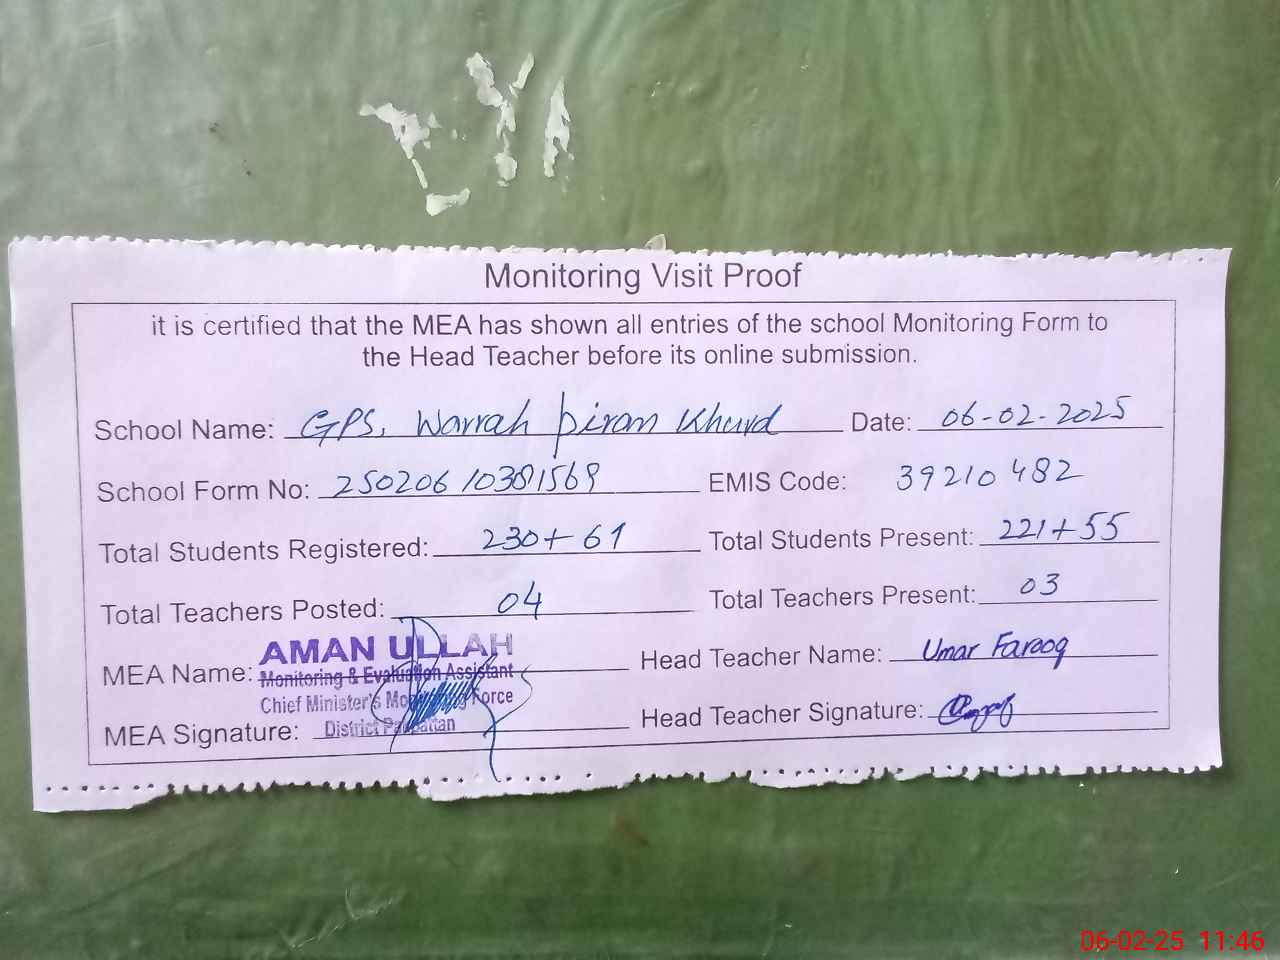 EYA
Monitoring Visit Proof
it is certified that the MEA has shown all entries of the school Monitoring Form to
the Head Teacher before its online submission.
School Name: GPS, Warrah Piran Khurd Date: 06-02-2025
School Form No: 25020610381569 EMIS Code: 39210482
Total Students Registered: 230+61 Total Students Present: 221+55
Total Teachers Posted: 04 Total Teachers Present: 03
MEA Name: AMAN ULLAH Head Teacher Name: Umar Farooq
Monitoring & Evaluation Assistant
Chief Minister's Monitoring Force
MEA Signature: District Pakpattan Head Teacher Signature:
06-02-25 11:46